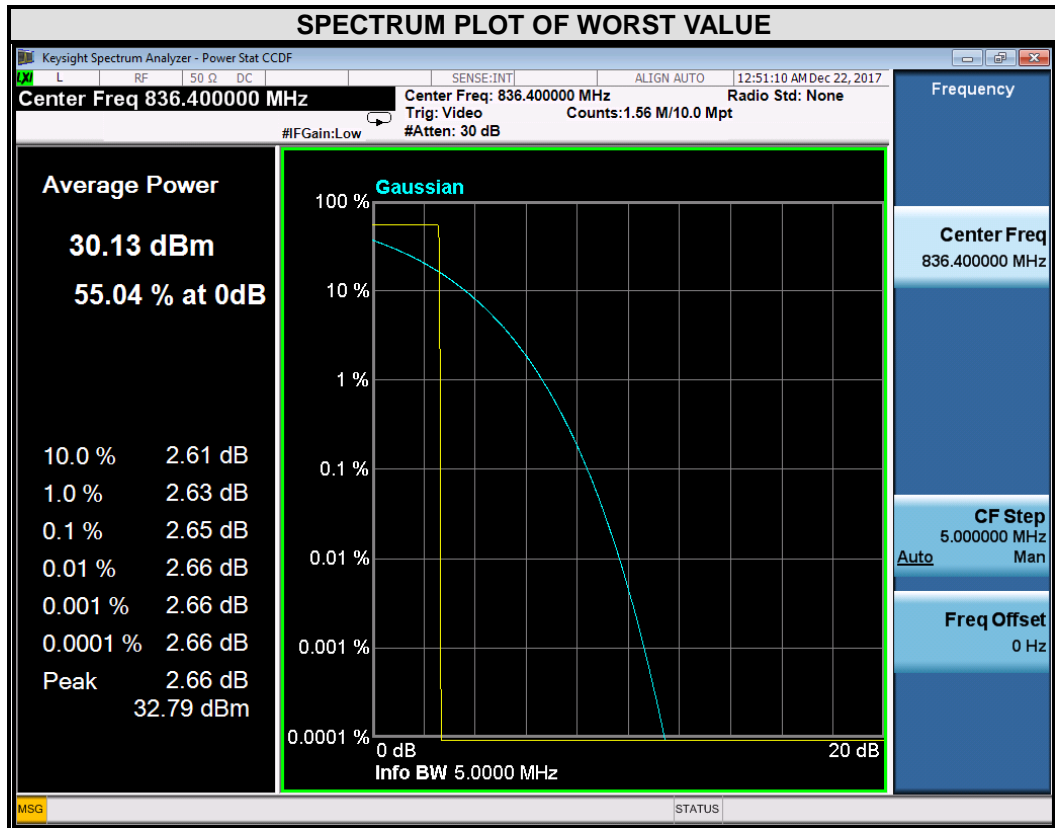 SPECTRUM PLOT OF WORST VALUE
Keysight Spectrum Analyzer - Power Stat CCDF
LXI L RF 50 Ω DC SENSE:INT ALIGN AUTO 12:51:10 AM Dec 22, 2017
Center Freq 836.400000 MHz
Center Freq: 836.400000 MHz Radio Std: None
Trig: Video Counts:1.56 M/10.0 Mpt
#IFGain:Low #Atten: 30 dB
Average Power
30.13 dBm
55.04 % at 0dB
10.0 % 2.61 dB
1.0 % 2.63 dB
0.1 % 2.65 dB
0.01 % 2.66 dB
0.001 % 2.66 dB
0.0001 % 2.66 dB
Peak 2.66 dB
32.79 dBm
Gaussian
100 %
10 %
1 %
0.1 %
0.01 %
0.001 %
0.0001 %
0 dB 20 dB
Info BW 5.0000 MHz
Frequency
Center Freq
836.400000 MHz
CF Step
5.000000 MHz
Auto Man
Freq Offset
0 Hz
MSG STATUS